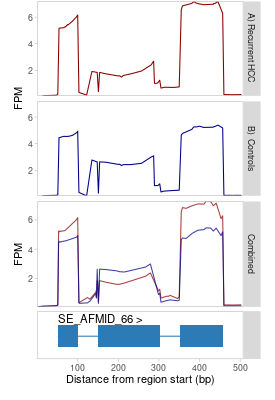 6
4
2
A) Recurrent HCC
FPM
6
4
2
B): Controls
6
4
2
FPM
Combined
SE_AFMID_66 >
100
200
300
400
500
Distance from region start (bp)